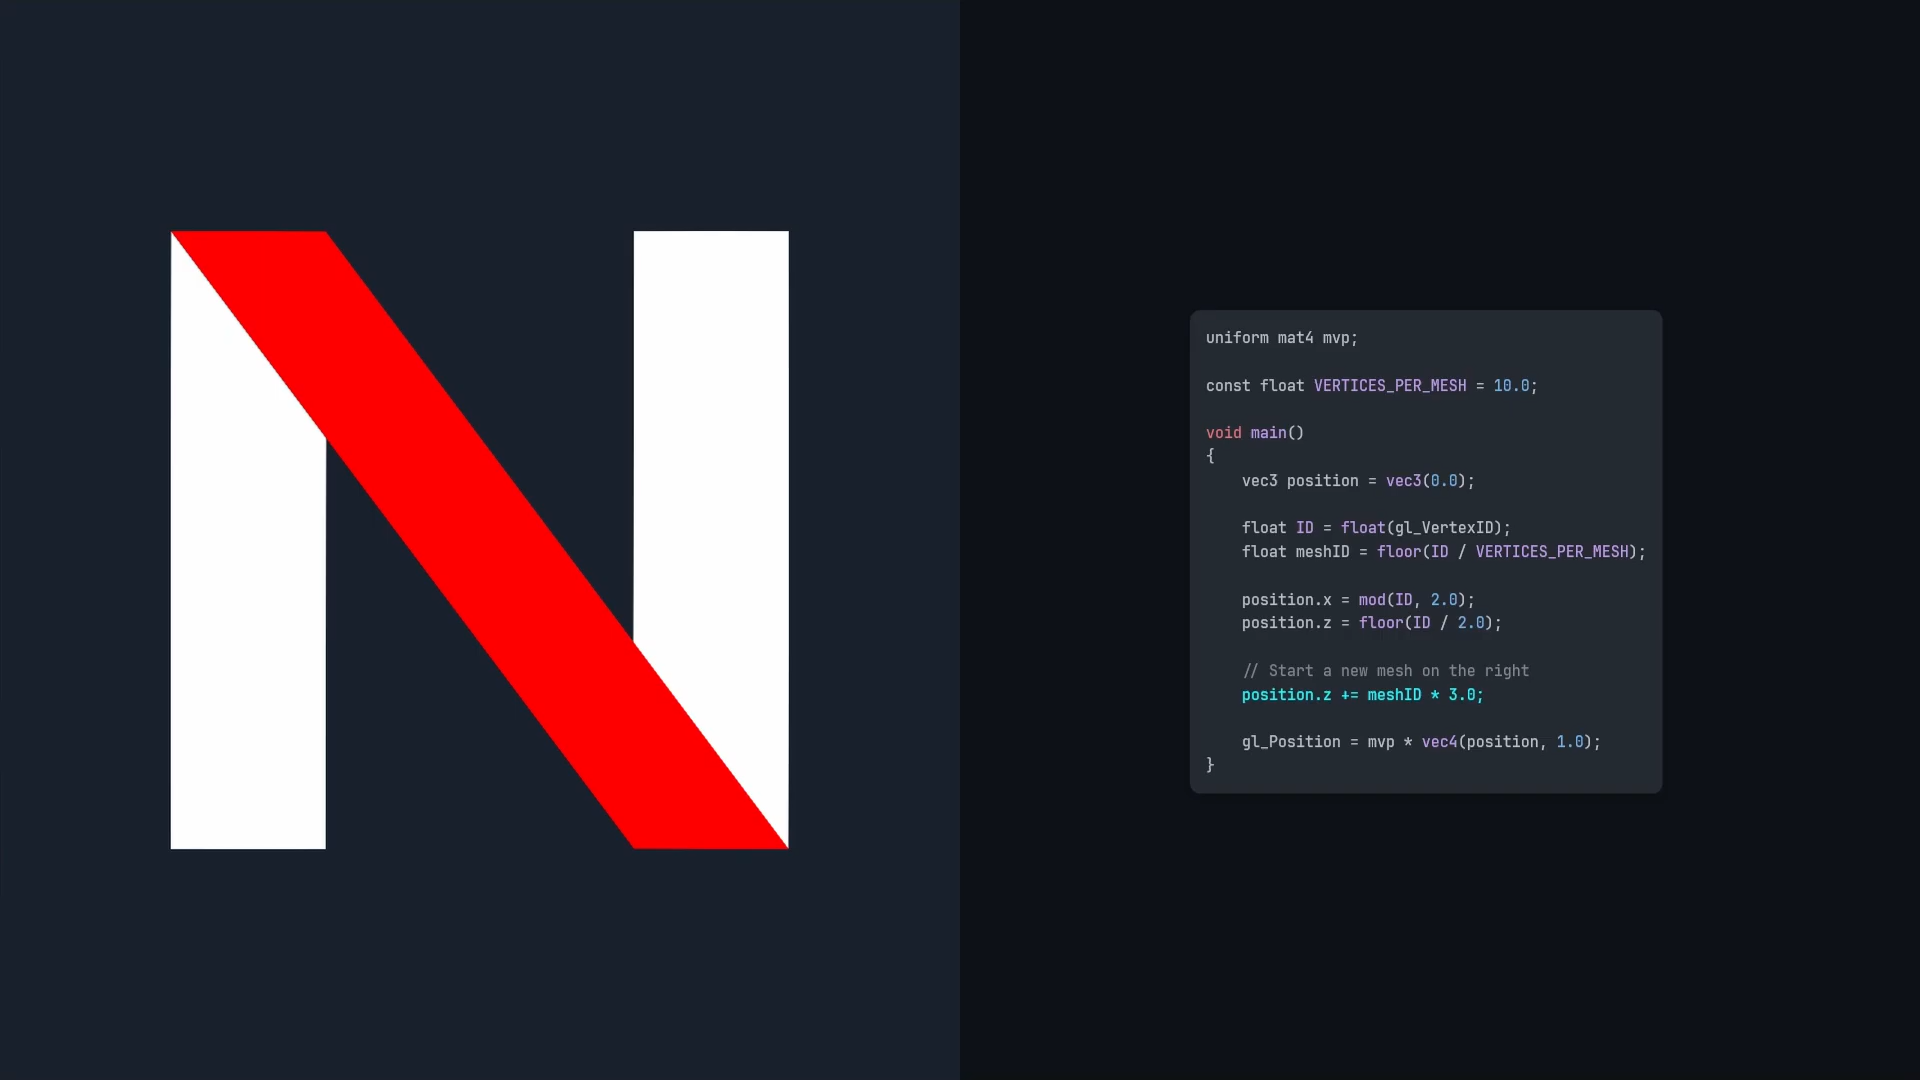 uniform mat4 mvp;
const float VERTICES_PER_MESH = 10.0;
void main()
{
vec3 position = vec3(0.0);
float ID = float(gl_VertexID);
float meshID = floor(ID / VERTICES_PER_MESH);
position.x = mod(ID, 2.0);
position.z = floor(ID / 2.0);
// Start a new mesh on the right
position.z += meshID * 3.0;
gl_Position = mvp * vec4(position, 1.0);
}